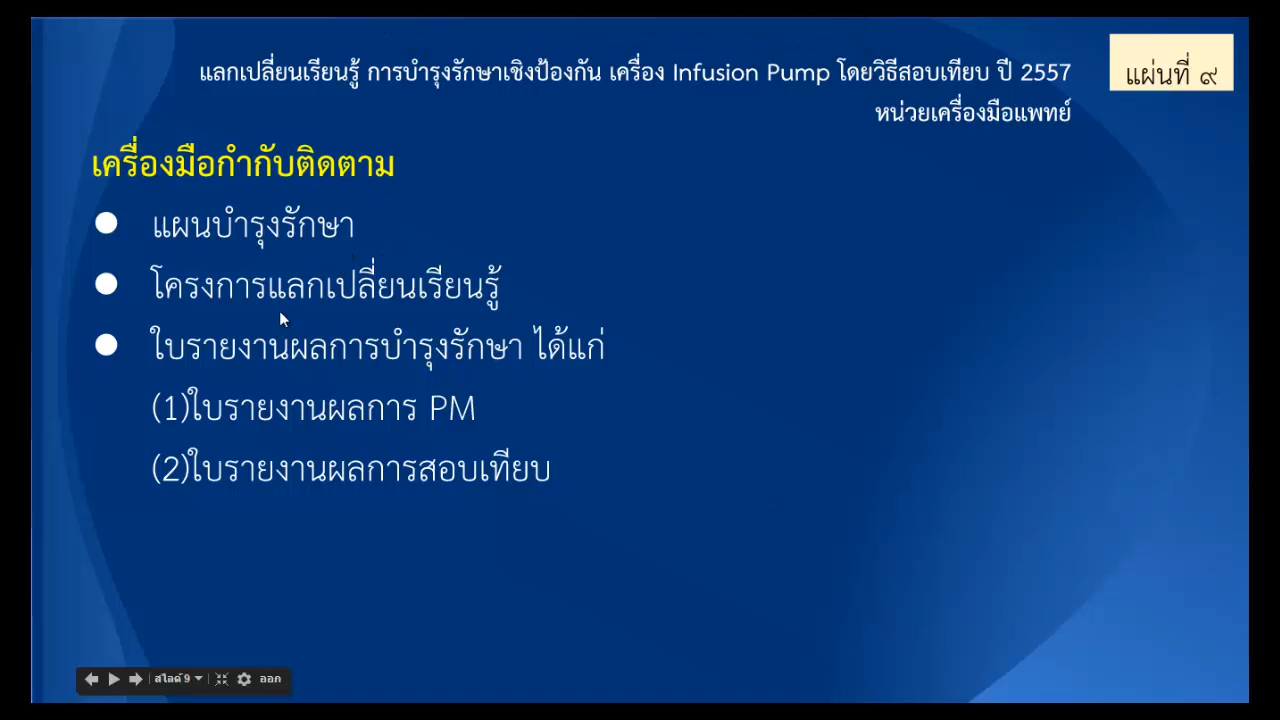 แลกเปลี่ยนเรียนรู้ การบำรุงรักษาเชิงป้องกัน เครื่อง Infusion Pump โดยวิธีสอบเทียบ ปี 2557
แผ่นที่ ๙
หน่วยเครื่องมือแพทย์
เครื่องมือกำกับติดตาม
● แผนบำรุงรักษา
● โครงการแลกเปลี่ยนเรียนรู้
● ใบรายงานผลการบำรุงรักษา ได้แก่
(1)ใบรายงานผลการ PM
(2)ใบรายงานผลการสอบเทียบ
สไลด์ 9 ออก